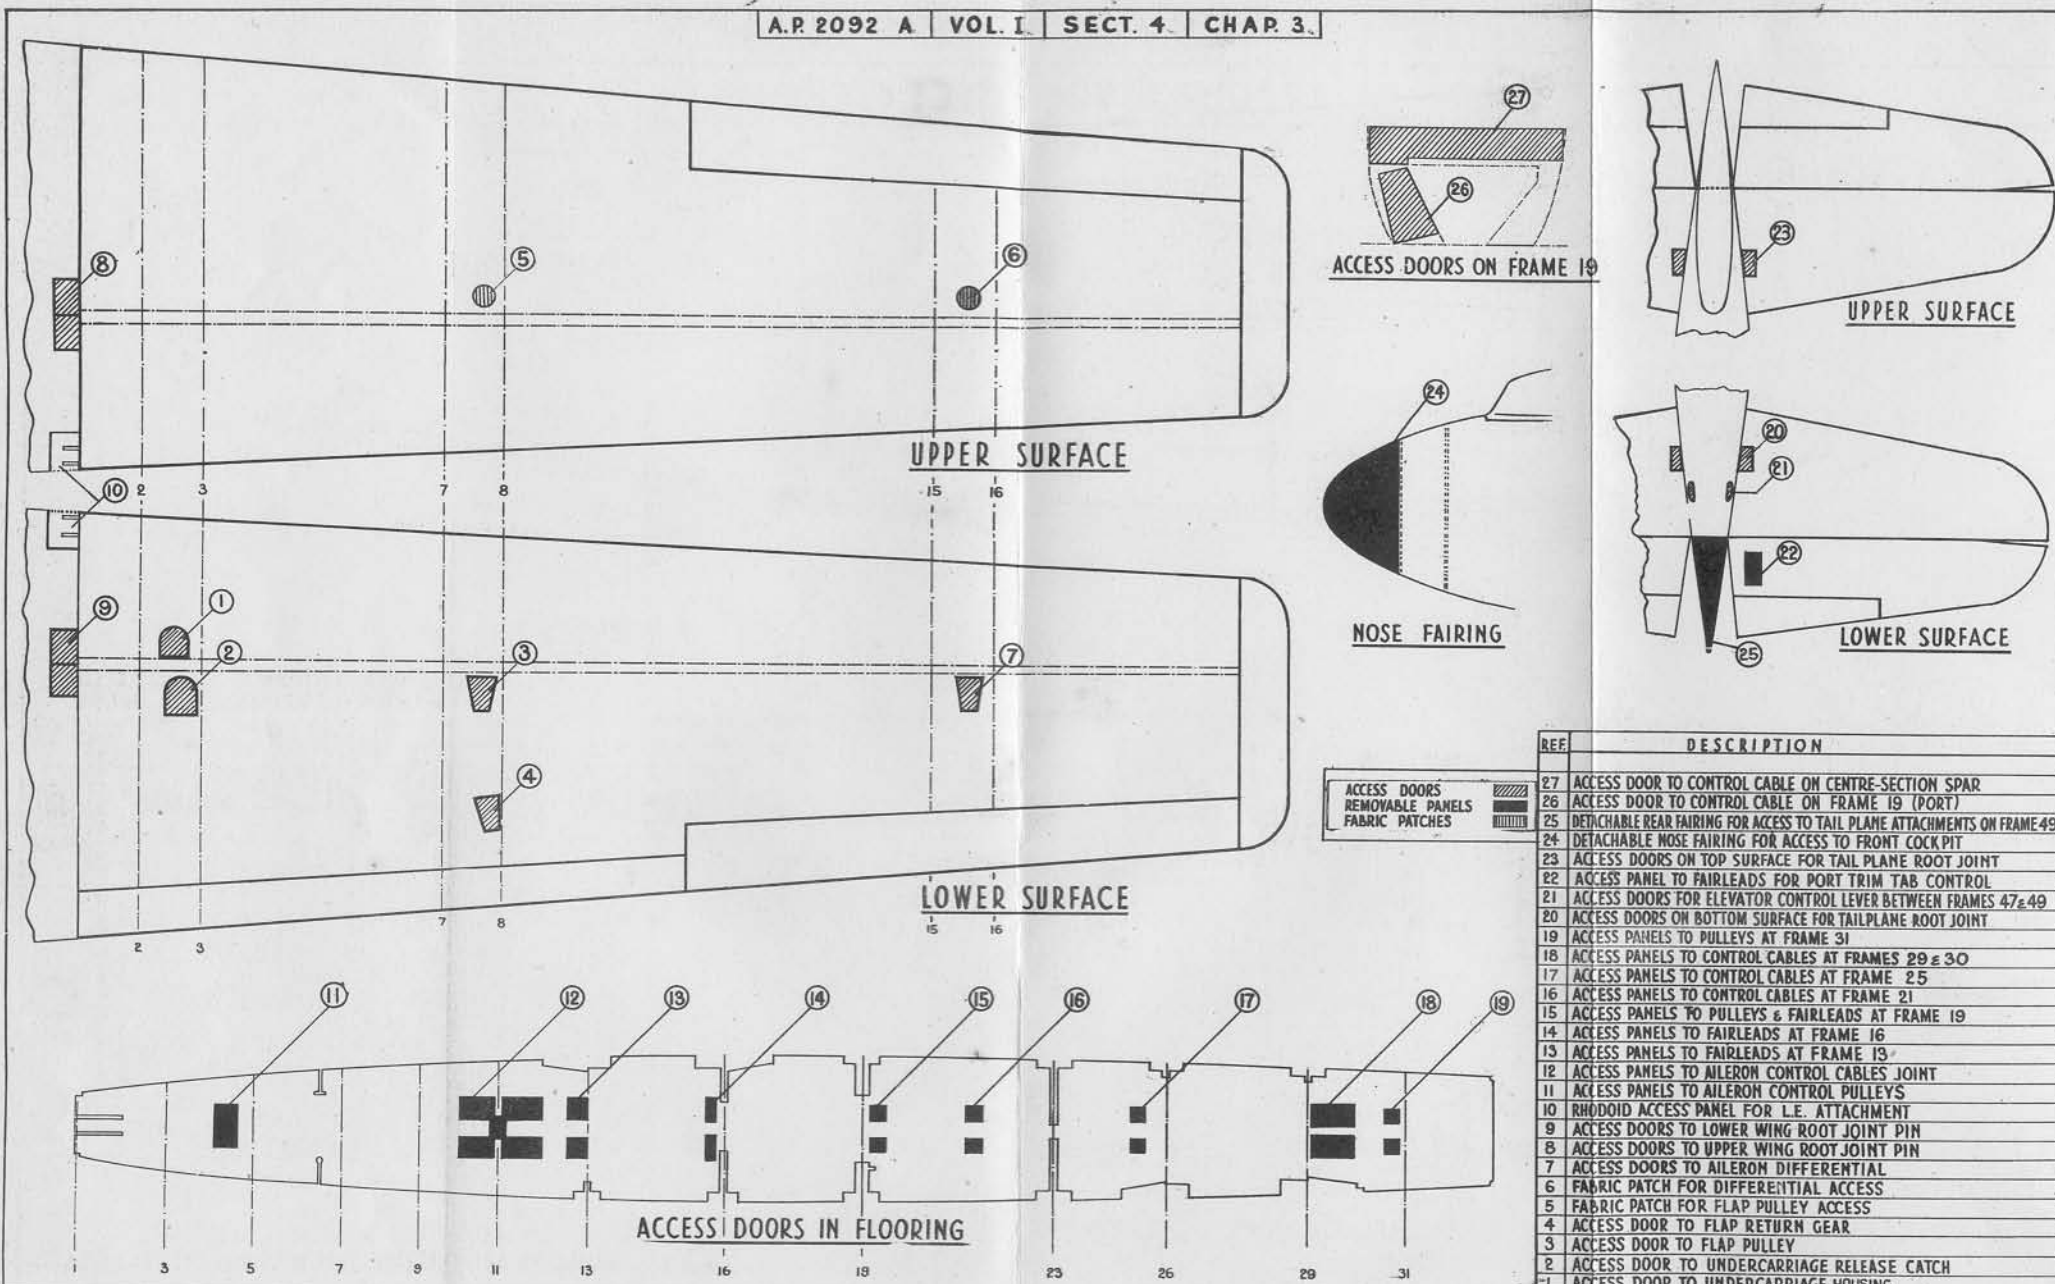 A.P. 2092 A VOL. I. SECT. 4 CHAP. 3.
8
5
6
UPPER SURFACE
10
2 3 7 8 15 16
9
1
2
3
7
4
LOWER SURFACE
2 3 7 8 15 16
27
26
ACCESS DOORS ON FRAME 19
24
NOSE FAIRING
23
UPPER SURFACE
20
21
22
25
LOWER SURFACE
ACCESS DOORS
REMOVABLE PANELS
FABRIC PATCHES
REF. DESCRIPTION
27 ACCESS DOOR TO CONTROL CABLE ON CENTRE-SECTION SPAR
26 ACCESS DOOR TO CONTROL CABLE ON FRAME 19 (PORT)
25 DETACHABLE REAR FAIRING FOR ACCESS TO TAIL PLANE ATTACHMENTS ON FRAME 49
24 DETACHABLE NOSE FAIRING FOR ACCESS TO FRONT COCKPIT
23 ACCESS DOORS ON TOP SURFACE FOR TAIL PLANE ROOT JOINT
22 ACCESS PANEL TO FAIRLEADS FOR PORT TRIM TAB CONTROL
21 ACCESS DOORS FOR ELEVATOR CONTROL LEVER BETWEEN FRAMES 47 & 49
20 ACCESS DOORS ON BOTTOM SURFACE FOR TAILPLANE ROOT JOINT
19 ACCESS PANELS TO PULLEYS AT FRAME 31
18 ACCESS PANELS TO CONTROL CABLES AT FRAMES 29 & 30
17 ACCESS PANELS TO CONTROL CABLES AT FRAME 25
16 ACCESS PANELS TO CONTROL CABLES AT FRAME 21
15 ACCESS PANELS TO PULLEYS & FAIRLEADS AT FRAME 19
14 ACCESS PANELS TO FAIRLEADS AT FRAME 16
13 ACCESS PANELS TO FAIRLEADS AT FRAME 13
12 ACCESS PANELS TO AILERON CONTROL CABLES JOINT
11 ACCESS PANELS TO AILERON CONTROL PULLEYS
10 RHODOID ACCESS PANEL FOR L.E. ATTACHMENT
9 ACCESS DOORS TO LOWER WING ROOT JOINT PIN
8 ACCESS DOORS TO UPPER WING ROOT JOINT PIN
7 ACCESS DOORS TO AILERON DIFFERENTIAL
6 FABRIC PATCH FOR DIFFERENTIAL ACCESS
5 FABRIC PATCH FOR FLAP PULLEY ACCESS
4 ACCESS DOOR TO FLAP RETURN GEAR
3 ACCESS DOOR TO FLAP PULLEY
2 ACCESS DOOR TO UNDERCARRIAGE RELEASE CATCH
1 ACCESS DOOR TO UNDERCARRIAGE HOUSING
11 12 13 14 15 16 17 18 19
ACCESS DOORS IN FLOORING
1 3 5 7 9 11 13 16 19 23 26 29 31